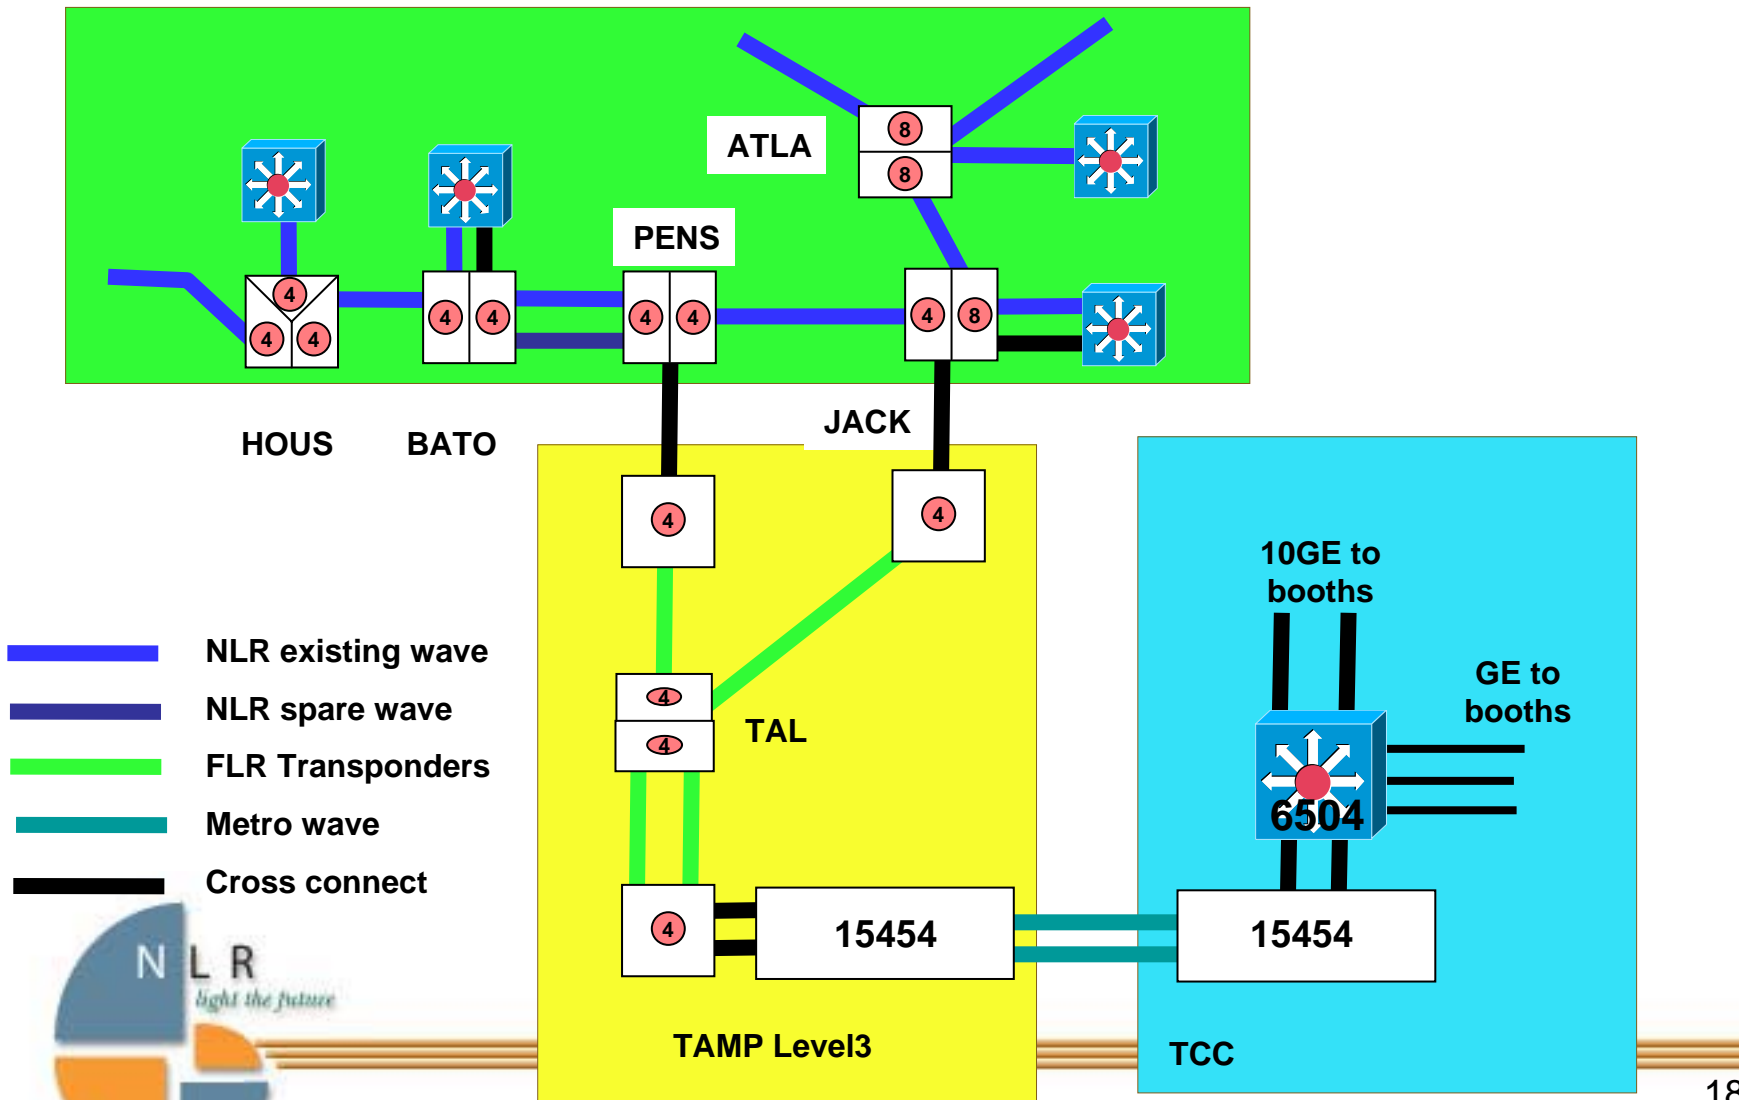 8
ATLA
8
PENS
4
4 4
4 4
4 4
4 8
JACK
HOUS
BATO
4
4
10GE to
booths
GE to
booths
NLR existing wave
NLR spare wave
FLR Transponders
Metro wave
Cross connect
4
4
TAL
6504
4
15454
15454
N L R
light the future
TAMP Level3
TCC
18